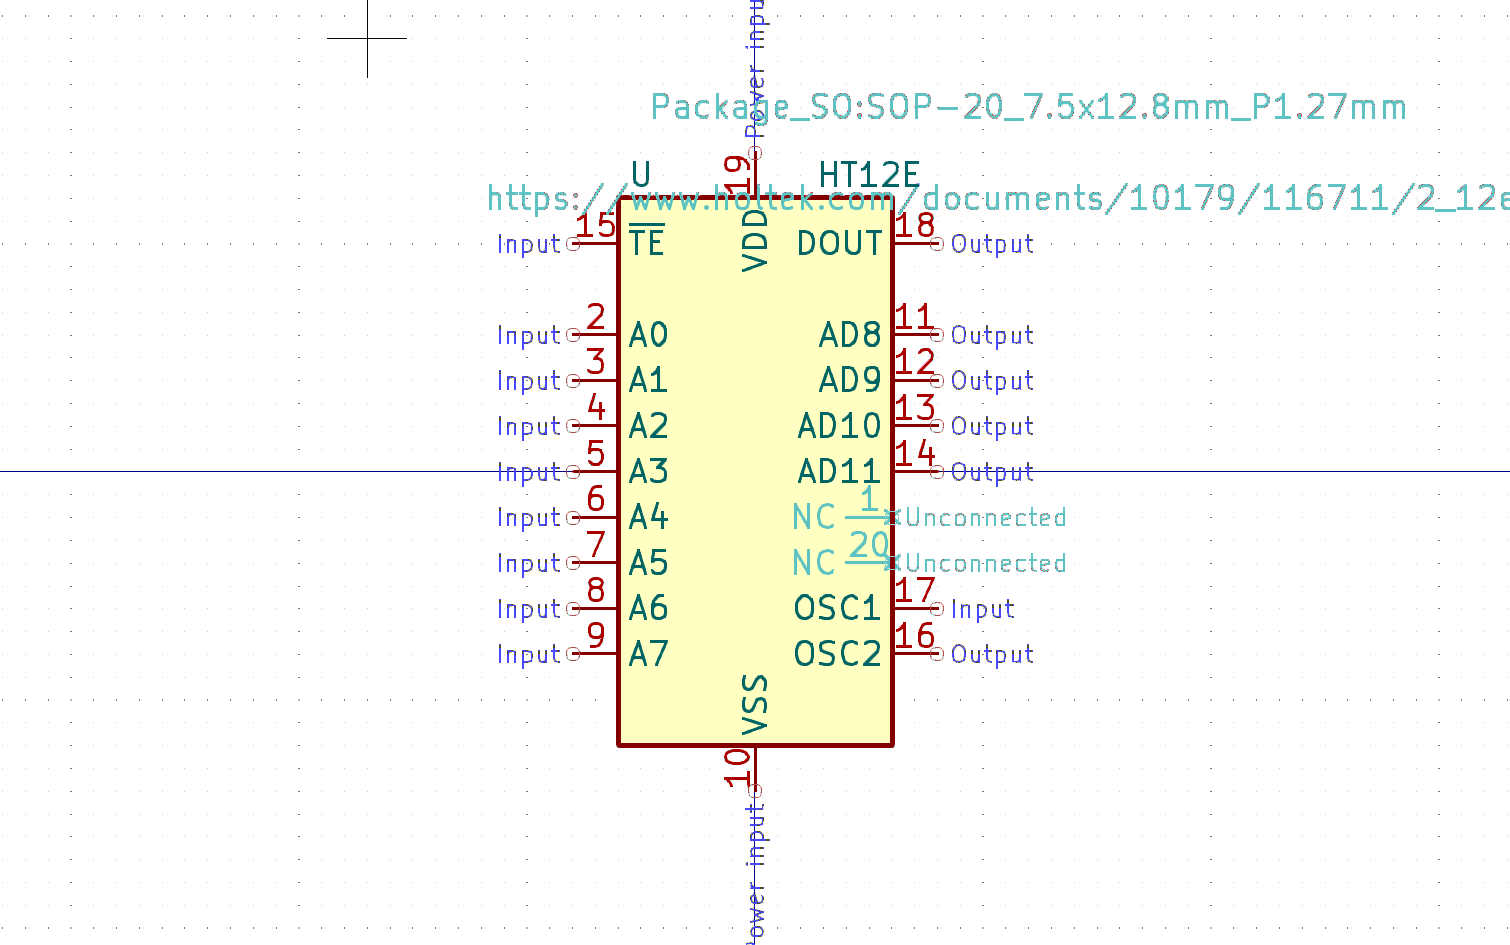 Power input
Package_SO:SOP-20_7.5x12.8mm_P1.27mm
19
U HT12E
https://www.holtek.com/documents/10179/116711/2_12e
VDD
Input 15 TE DOUT 18 Output
Input 2 A0 AD8 11 Output
Input 3 A1 AD9 12 Output
Input 4 A2 AD10 13 Output
Input 5 A3 AD11 14 Output
Input 6 A4 NC 1 Unconnected
Input 7 A5 NC 20 Unconnected
Input 8 A6 OSC1 17 Input
Input 9 A7 OSC2 16 Output
VSS
10
ower input